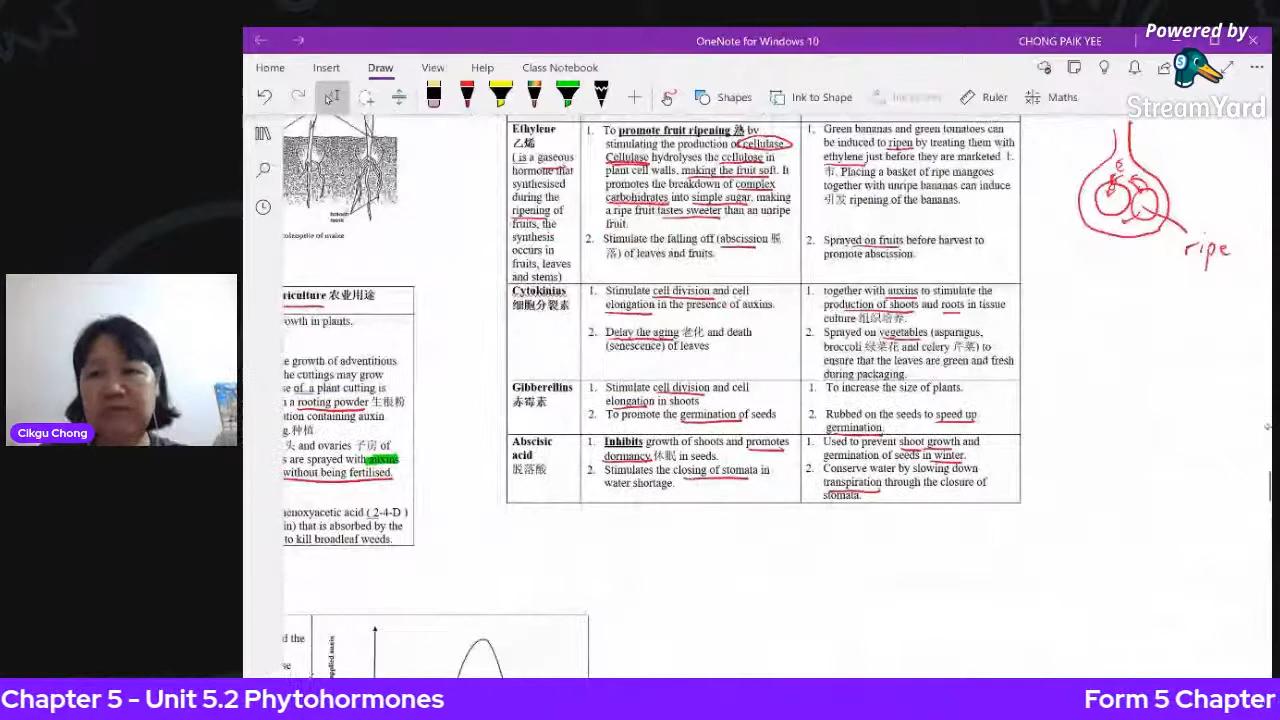 Powered by
StreamYard
OneNote for Windows 10
CHONG PAIK YEE
Home
Insert
Draw
View
Help
Class Notebook
Shapes
Ink to Shape
Ruler
Maths
Ethylene
乙烯
( is a gaseous
hormone that
synthesised
during the
ripening of
fruits, the
synthesis
occurs in
fruits, leaves
and stems)
1. To promote fruit ripening 熟 by
stimulating the production of cellulase.
Cellulase hydrolyses the cellulose in
plant cell walls, making the fruit soft. It
promotes the breakdown of complex
carbohydrates into simple sugar, making
a ripe fruit tastes sweeter than an unripe
fruit.
2. Stimulate the falling off (abscission 脱
落) of leaves and fruits.
1. Green bananas and green tomatoes can
be induced to ripen by treating them with
ethylene just before they are marketed 上
市. Placing a basket of ripe mangoes
together with unripe bananas can induce
引发 ripening of the bananas.
2. Sprayed on fruits before harvest to
promote abscission.
Cytokinins
细胞分裂素
1. Stimulate cell division and cell
elongation in the presence of auxins.
2. Delay the aging 老化 and death
(senescence) of leaves
1. together with auxins to stimulate the
production of shoots and roots in tissue
culture 组织培养.
2. Sprayed on vegetables (asparagus,
broccoli 绿菜花 and celery 芹菜) to
ensure that the leaves are green and fresh
during packaging.
Gibberellins
赤霉素
1. Stimulate cell division and cell
elongation in shoots
2. To promote the germination of seeds
1. To increase the size of plants.
2. Rubbed on the seeds to speed up
germination.
Abscisic
acid
脱落酸
1. Inhibits growth of shoots and promotes
dormancy 休眠 in seeds.
2. Stimulates the closing of stomata in
water shortage.
1. Used to prevent shoot growth and
germination of seeds in winter.
2. Conserve water by slowing down
transpiration through the closure of
stomata.
e
ripe
coleoptile of maize
riculture 农业用途
owth in plants.
e growth of adventitious
he cuttings may grow
se of a plant cutting is
n a rooting powder 生根粉
tion containing auxin
g. 种植
头 and ovaries 子房 of
s are sprayed with auxins
without being fertilised.
enoxyacetic acid ( 2-4-D )
in) that is absorbed by the
to kill broadleaf weeds.
d the
se
Cikgu Chong
Chapter 5 - Unit 5.2 Phytohormones
Form 5 Chapter